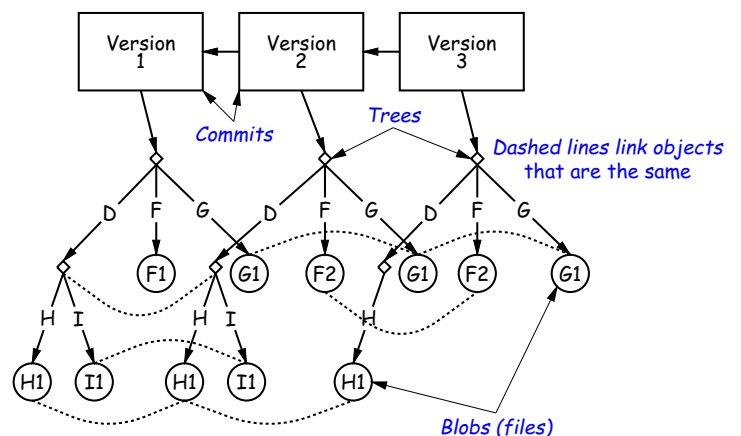 Version
1
Version
2
Version
3
Commits
Trees
Dashed lines link objects
that are the same
D
F
G
D
F
G
D
F
G
F1
G1
F2
G1
F2
G1
H
I
H
I
H
H1
I1
H1
I1
H1
Blobs (files)